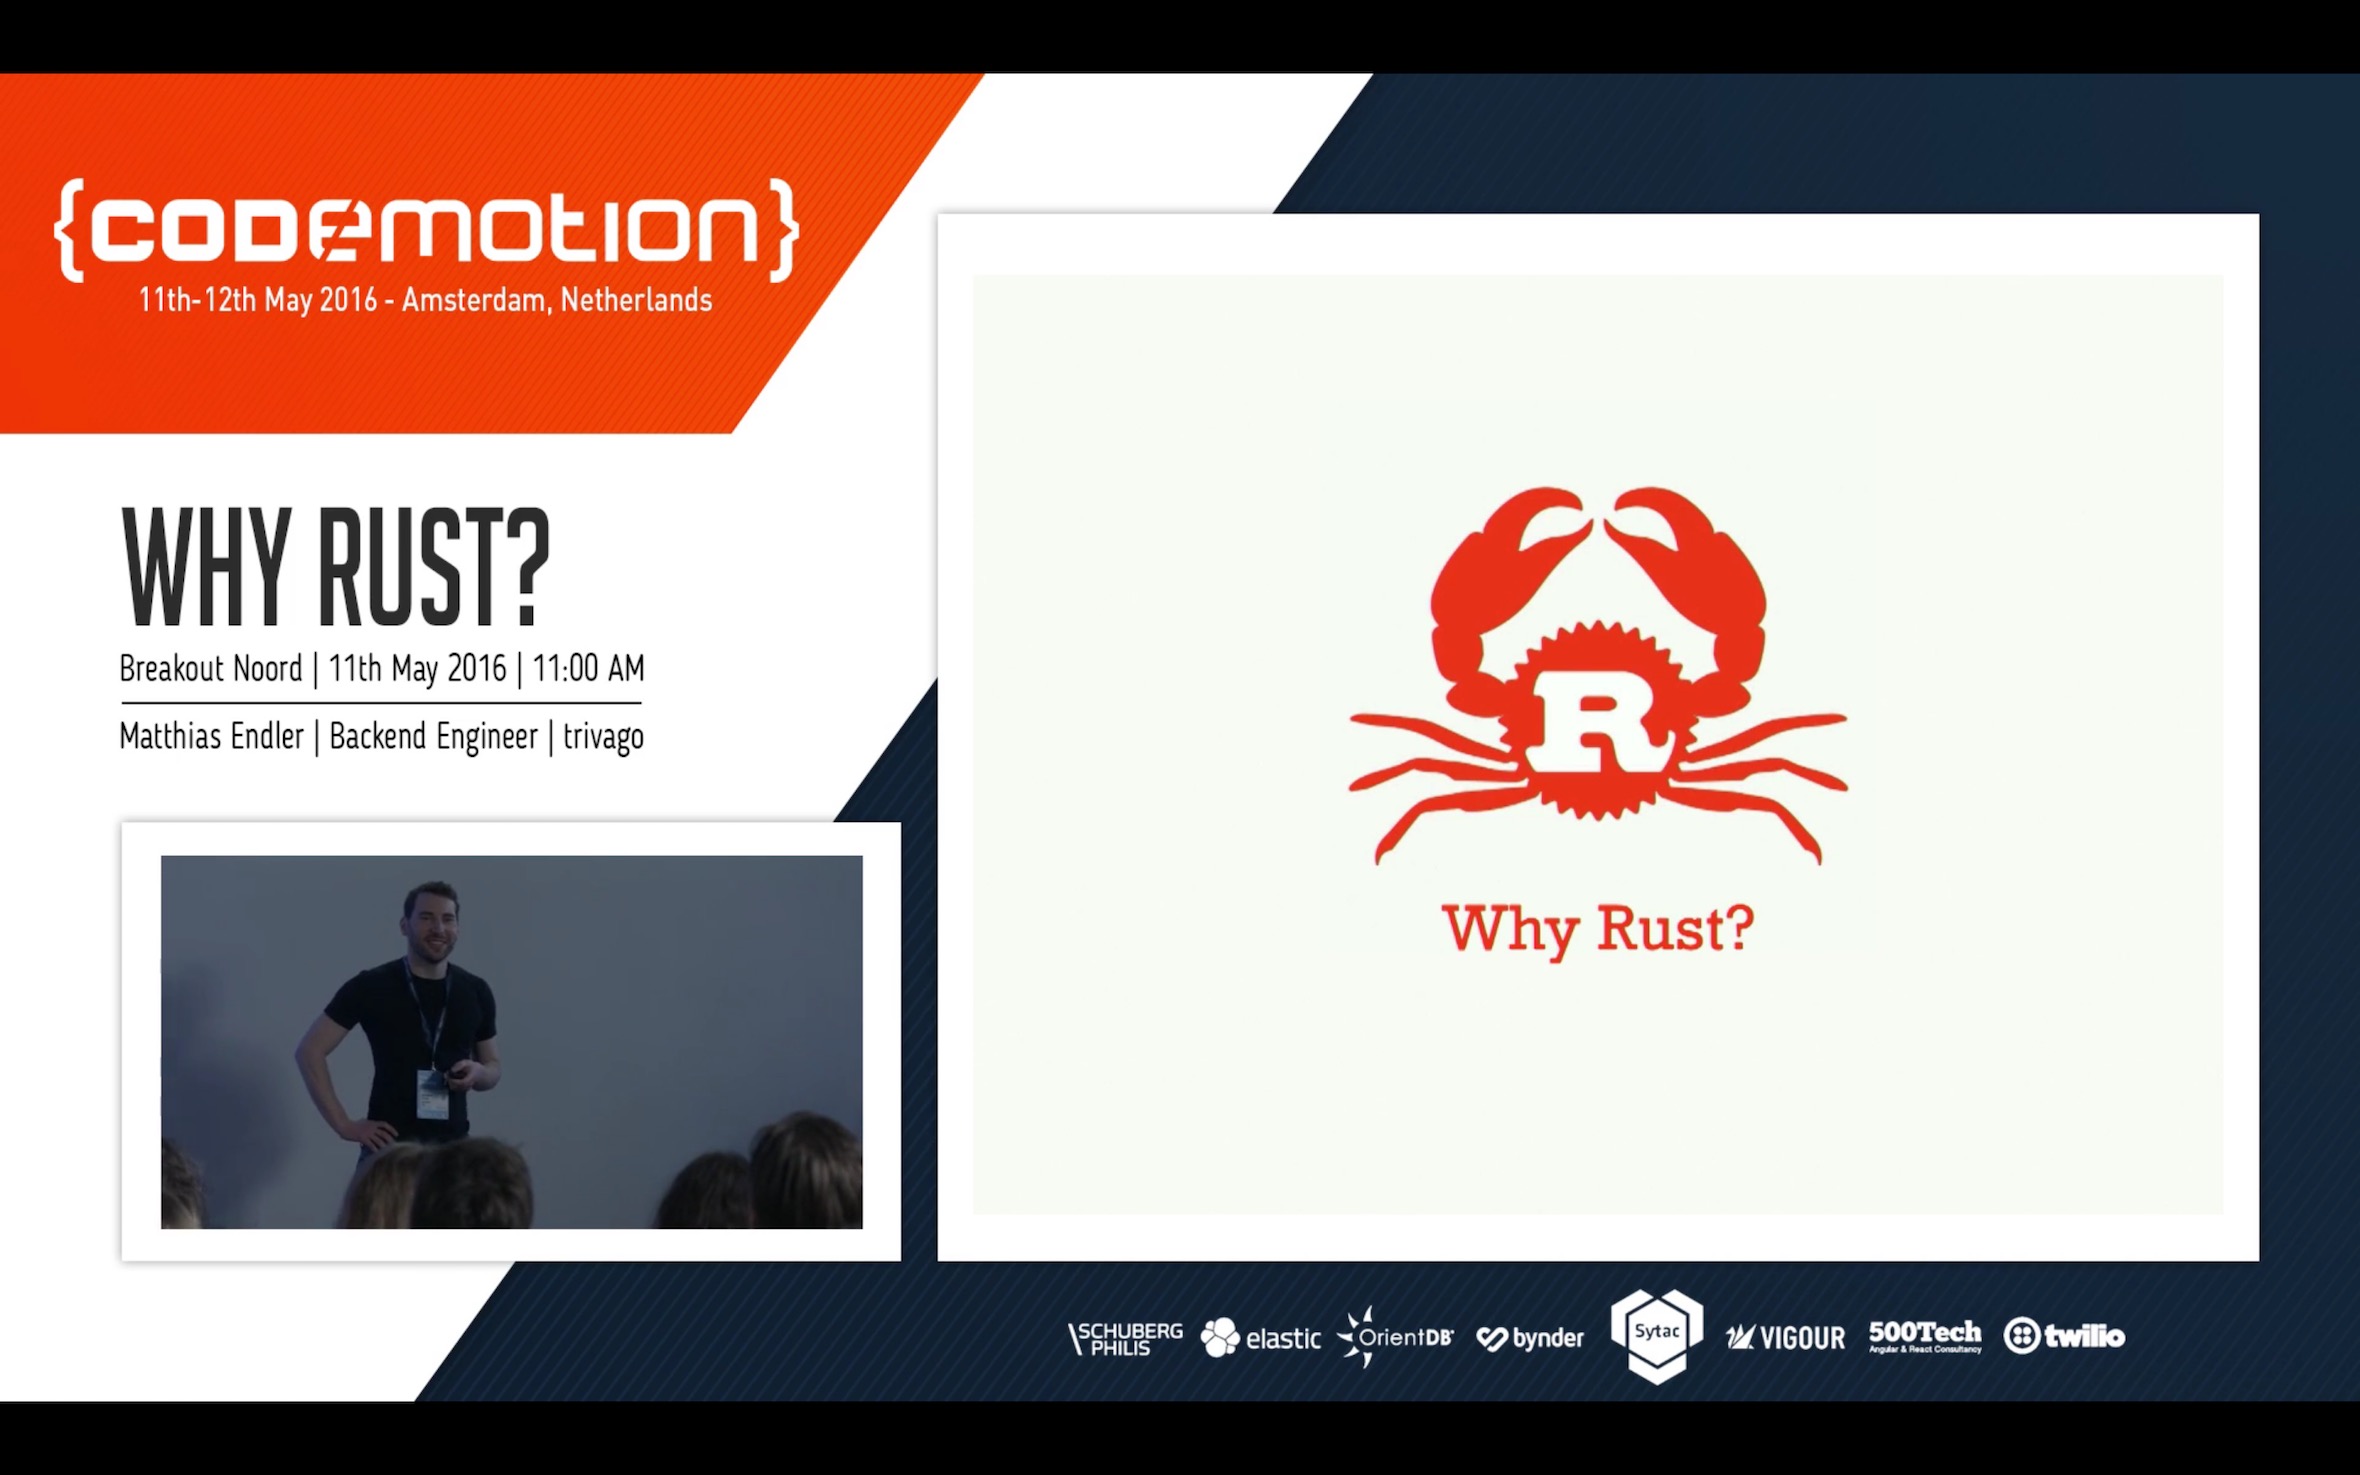 {CODEMOTION}
11th-12th May 2016 - Amsterdam, Netherlands
WHY RUST?
Breakout Noord | 11th May 2016 | 11:00 AM
Matthias Endler | Backend Engineer | trivago
R
Why Rust?
SCHUBERG
PHILIS
elastic
OrientDB
bynder
Sytac
VIGOUR
500Tech
Angular & React Consultancy
twilio